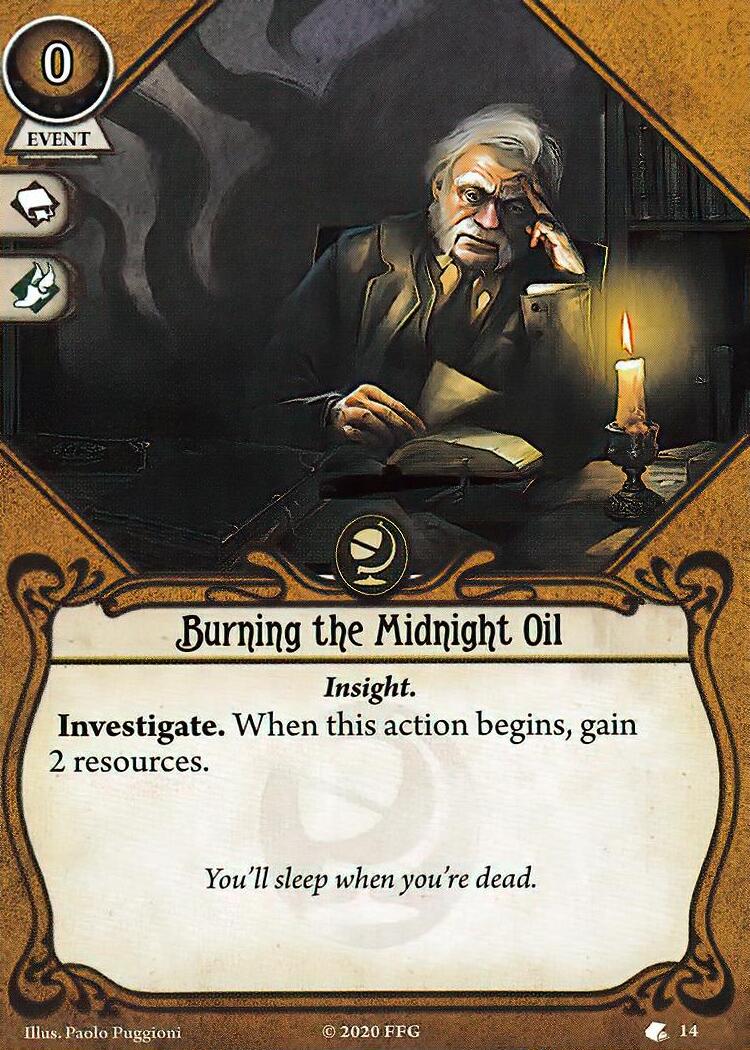 0
EVENT
Burning the Midnight Oil
Insight.
Investigate. When this action begins, gain
2 resources.
You'll sleep when you're dead.
Illus. Paolo Puggioni
© 2020 FFG
14